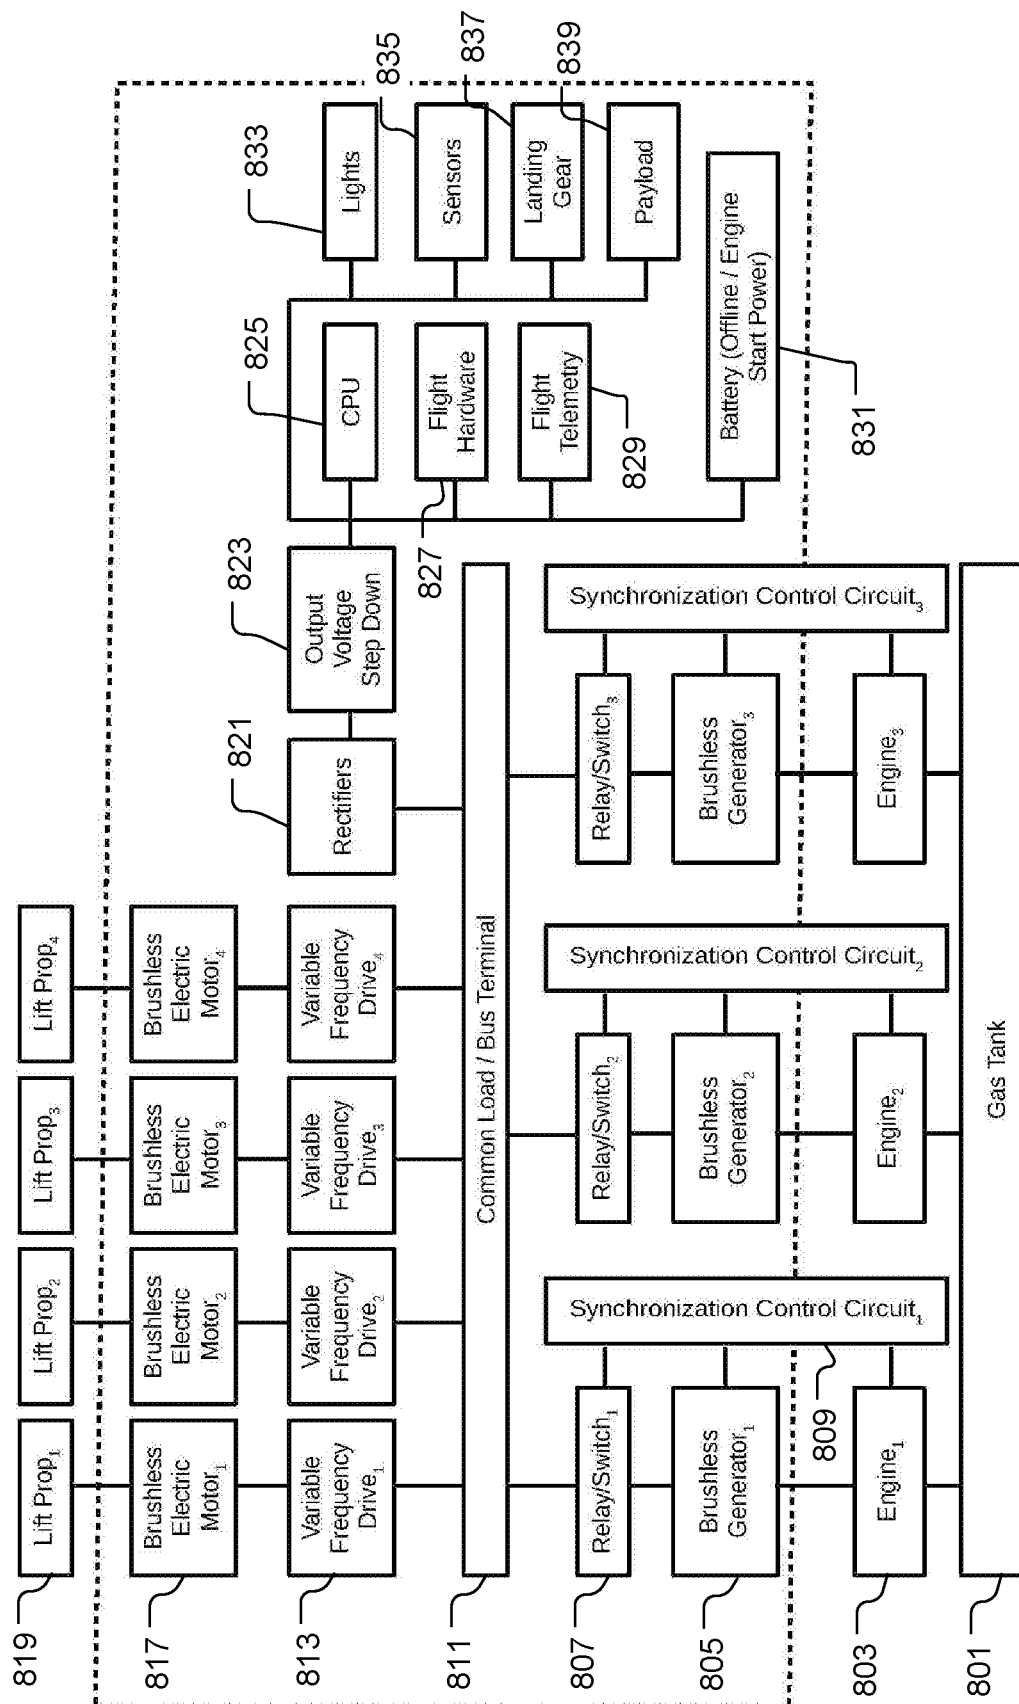 819
Lift Prop₁
Lift Prop₂
Lift Prop₃
Lift Prop₄
817
Brushless
Electric
Motor₁
Brushless
Electric
Motor₂
Brushless
Electric
Motor₃
Brushless
Electric
Motor₄
813
Variable
Frequency
Drive₁
Variable
Frequency
Drive₂
Variable
Frequency
Drive₃
Variable
Frequency
Drive₄
821
Rectifiers
823
Output
Voltage
Step Down
825
CPU
827
Flight
Hardware
829
Flight
Telemetry
831
Battery (Offline / Engine
Start Power)
833
Lights
835
Sensors
837
Landing
Gear
839
Payload
811
Common Load / Bus Terminal
807
Relay/Switch₁
Relay/Switch₂
Relay/Switch₃
805
Brushless
Generator₁
Brushless
Generator₂
Brushless
Generator₃
809
Synchronization Control Circuit₁
Synchronization Control Circuit₂
Synchronization Control Circuit₃
803
Engine₁
Engine₂
Engine₃
801
Gas Tank